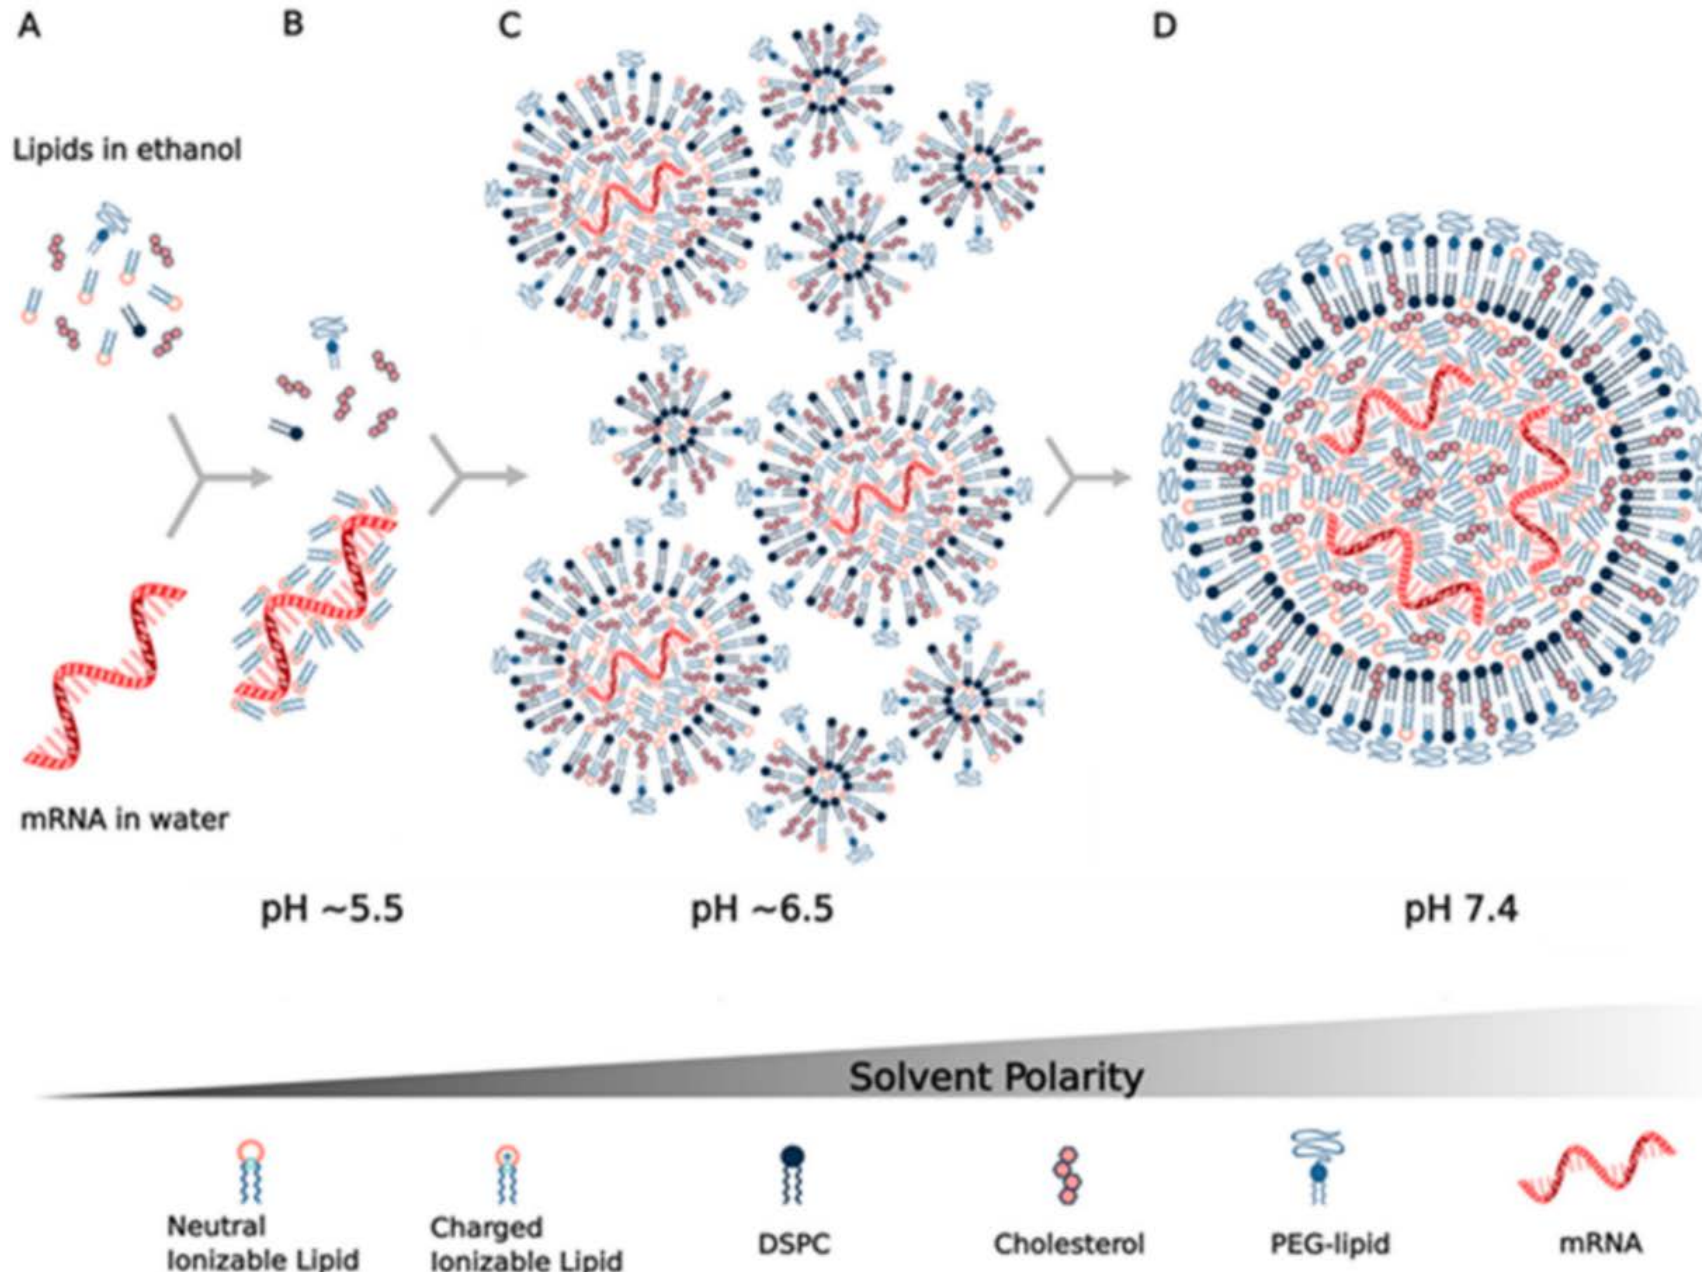 A
B
C
D
Lipids in ethanol
mRNA in water
pH ~5.5
pH ~6.5
pH 7.4
Solvent Polarity
Neutral
Ionizable Lipid
Charged
Ionizable Lipid
DSPC
Cholesterol
PEG-lipid
mRNA